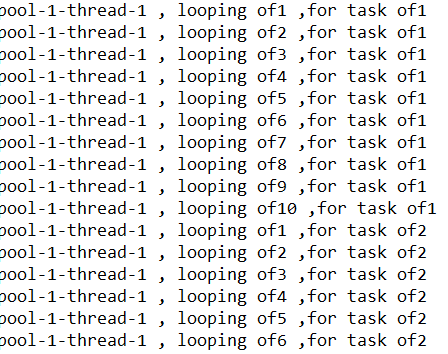 pool-1-thread-1 , looping of1 ,for task of1
pool-1-thread-1 , looping of2 ,for task of1
pool-1-thread-1 , looping of3 ,for task of1
pool-1-thread-1 , looping of4 ,for task of1
pool-1-thread-1 , looping of5 ,for task of1
pool-1-thread-1 , looping of6 ,for task of1
pool-1-thread-1 , looping of7 ,for task of1
pool-1-thread-1 , looping of8 ,for task of1
pool-1-thread-1 , looping of9 ,for task of1
pool-1-thread-1 , looping of10 ,for task of1
pool-1-thread-1 , looping of1 ,for task of2
pool-1-thread-1 , looping of2 ,for task of2
pool-1-thread-1 , looping of3 ,for task of2
pool-1-thread-1 , looping of4 ,for task of2
pool-1-thread-1 , looping of5 ,for task of2
pool-1-thread-1 , looping of6 ,for task of2